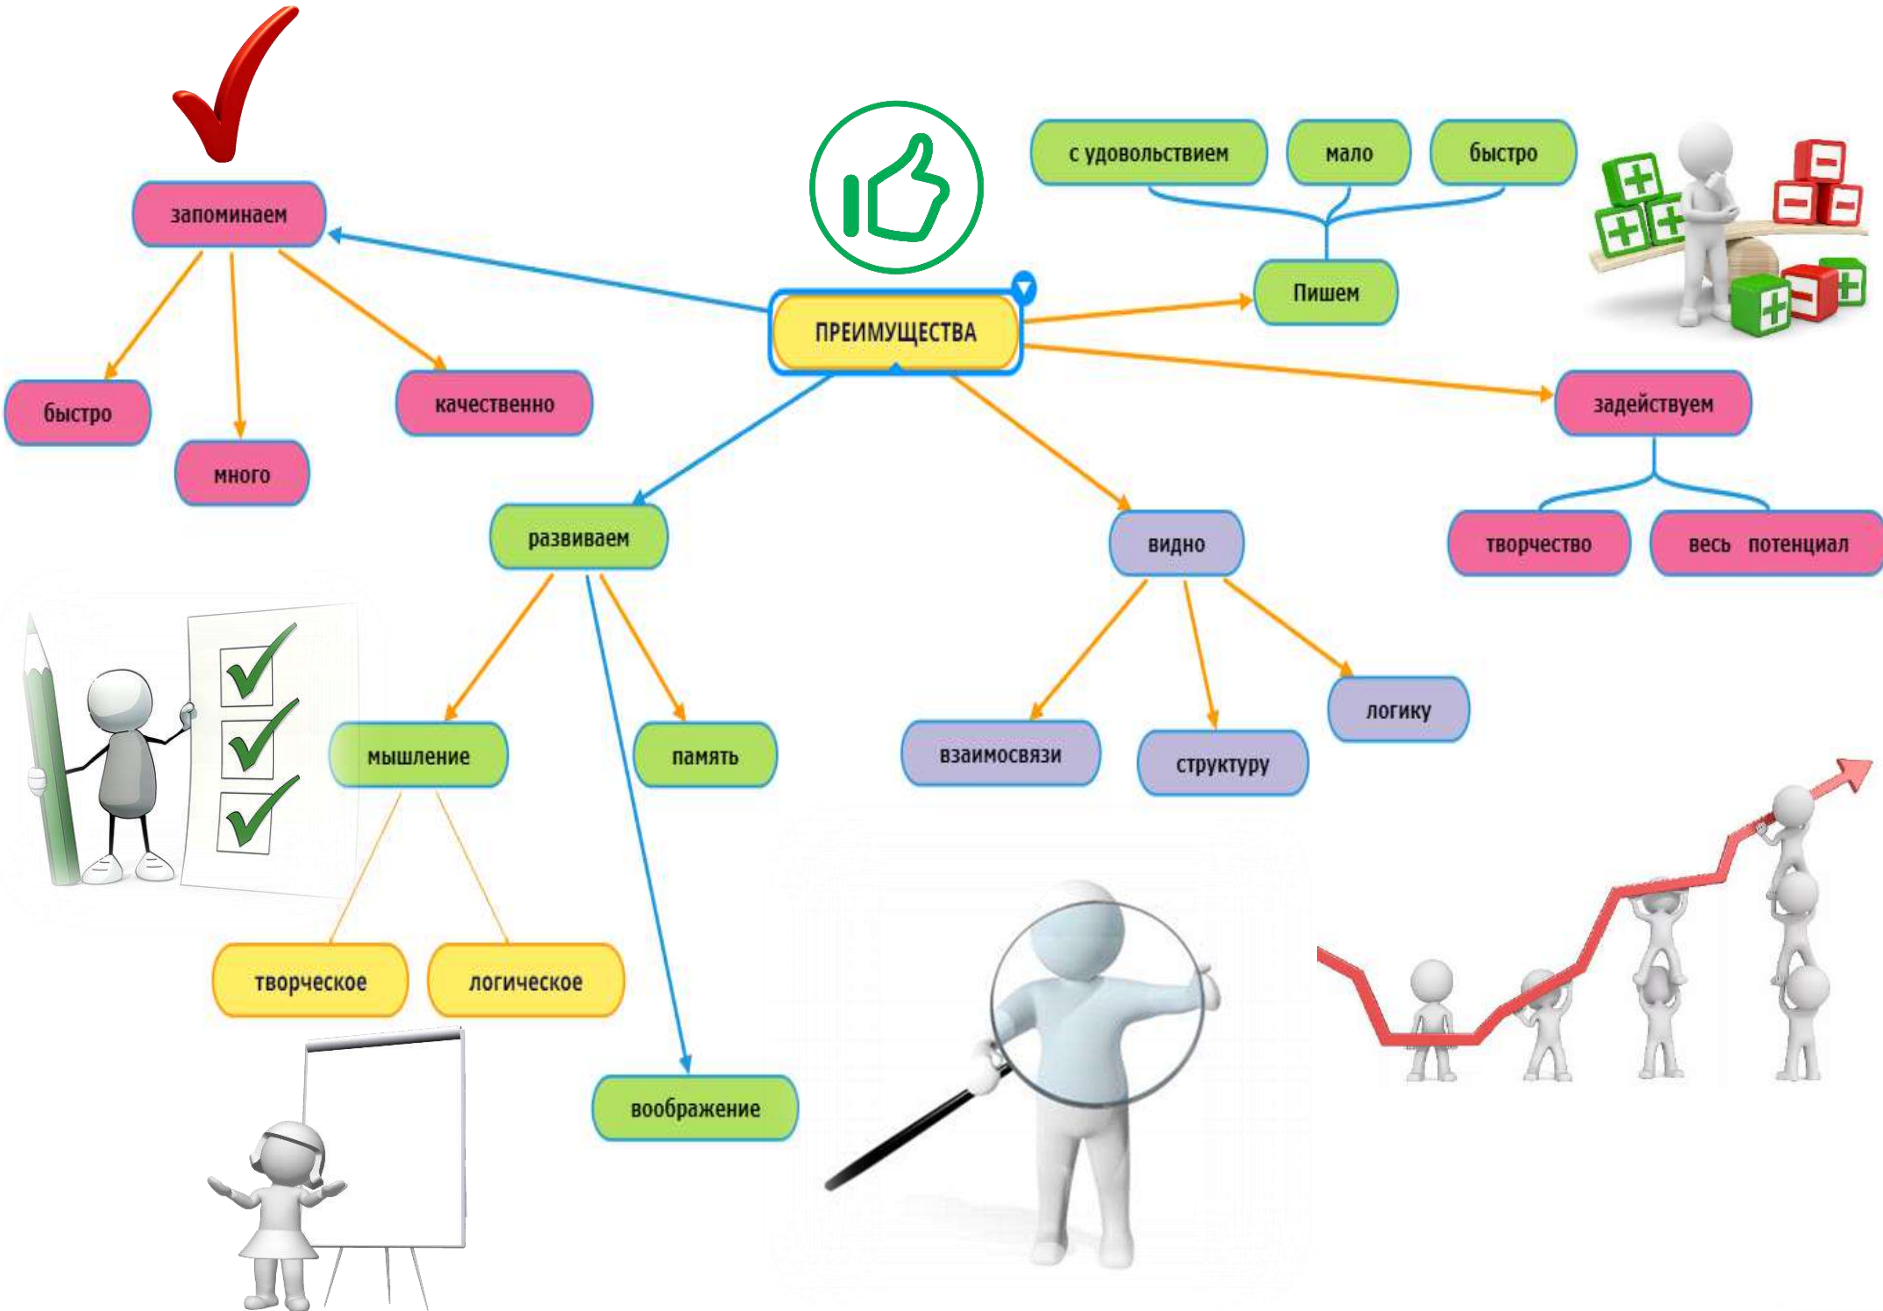 с удовольствием
мало
быстро
запоминаем
Пишем
ПРЕИМУЩЕСТВА
быстро
качественно
задействуем
много
развиваем
видно
творчество
весь потенциал
логику
мышление
память
взаимосвязи
структуру
творческое
логическое
воображение